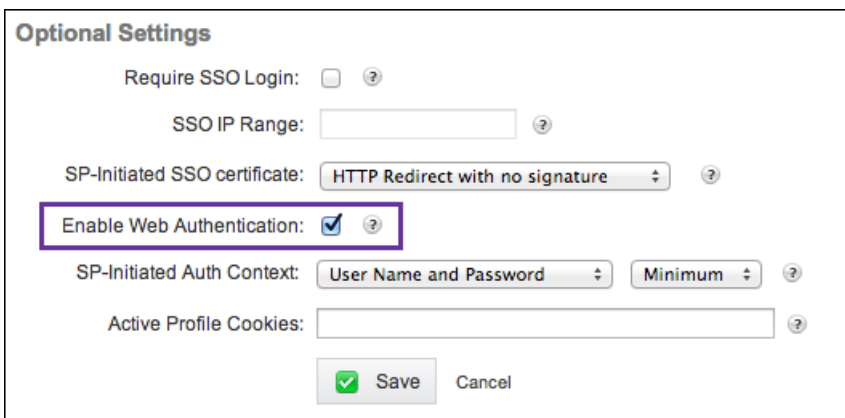 Optional Settings
Require SSO Login: ?
SSO IP Range: ?
SP-Initiated SSO certificate: HTTP Redirect with no signature ?
Enable Web Authentication: ?
SP-Initiated Auth Context: User Name and Password Minimum ?
Active Profile Cookies: ?
Save Cancel